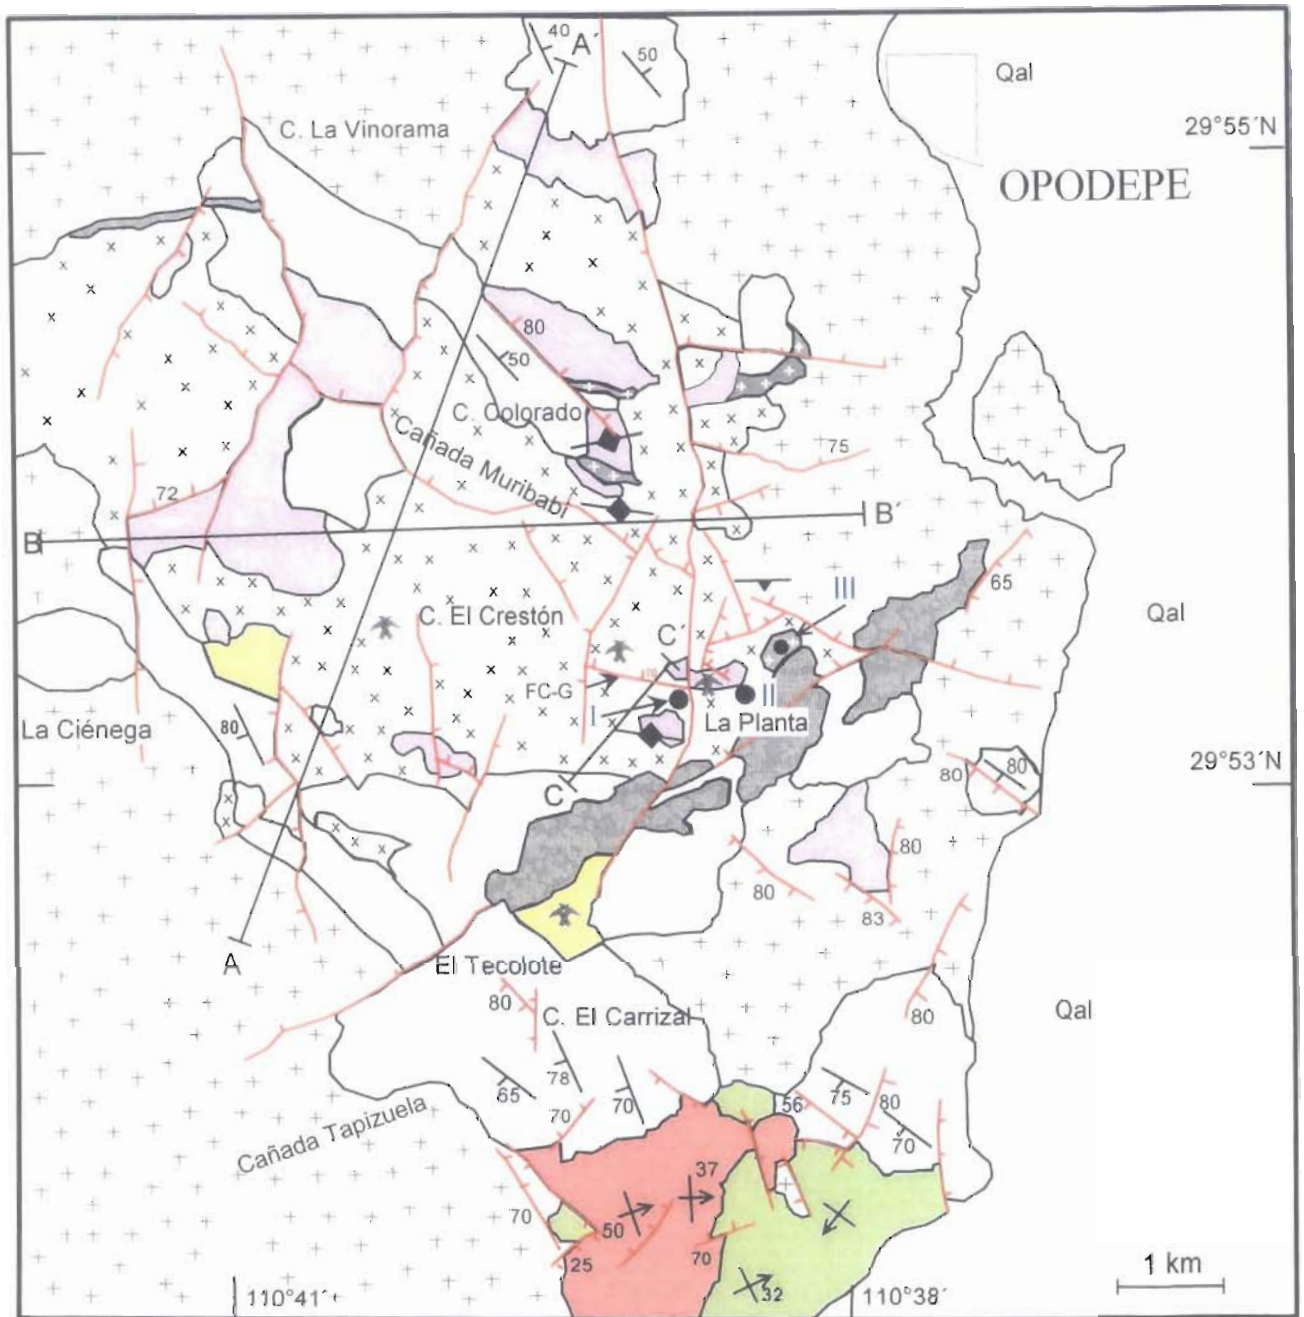 40
A´
50
Qal
29°55´N
C. La Vinorama
OPODEPE
80
50
C. Colorado
Cañada Muribabi
75
72
B
B´
65
III
Qal
C. El Crestón
C´
FC-G
I
II
La Planta
La Ciénega
80
29°53´N
80
80
C
80
80
83
A
El Tecolote
80
C. El Carrizal
80
Qal
78
65
70
70
56
75
80
70
Cañada Tapizuela
37
70
50
25
70
32
1 km
110°41´
110°38´